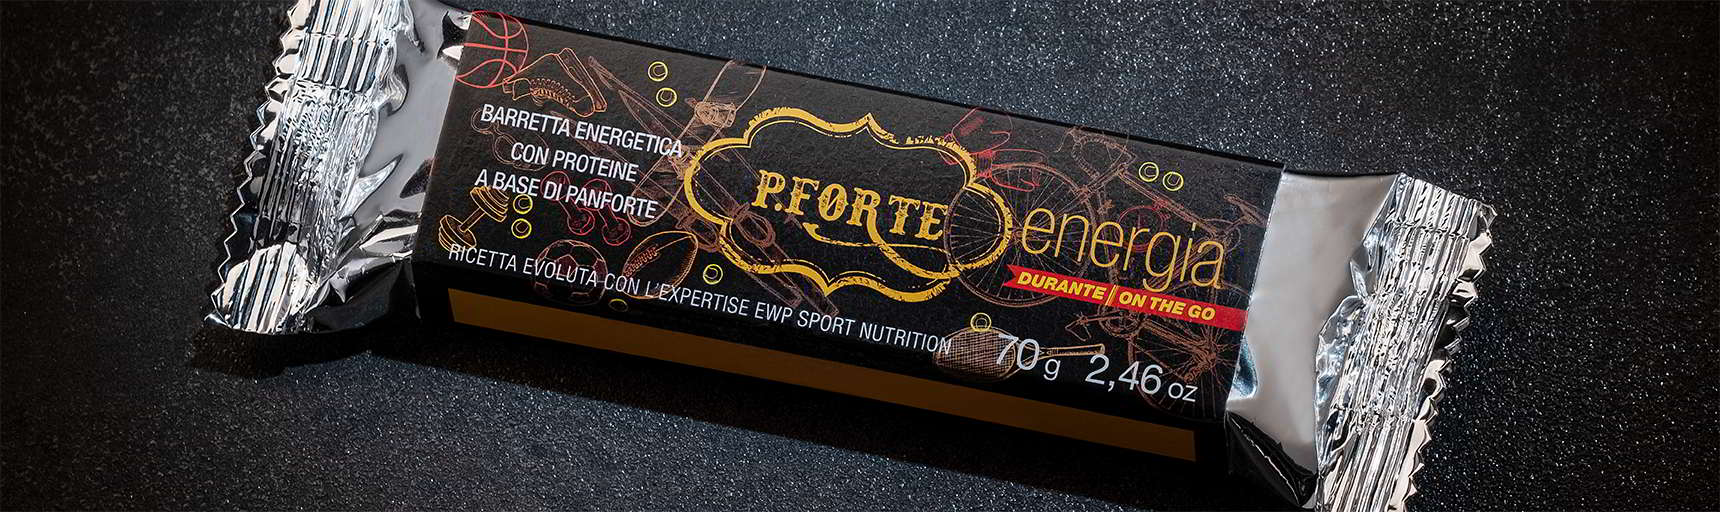 BARRETTA ENERGETICA
CON PROTEINE
A BASE DI PANFORTE
P.FORTE
energia
DURANTE | ON THE GO
RICETTA EVOLUTA CON L'EXPERTISE EWP SPORT NUTRITION
70 g 2,46 oz